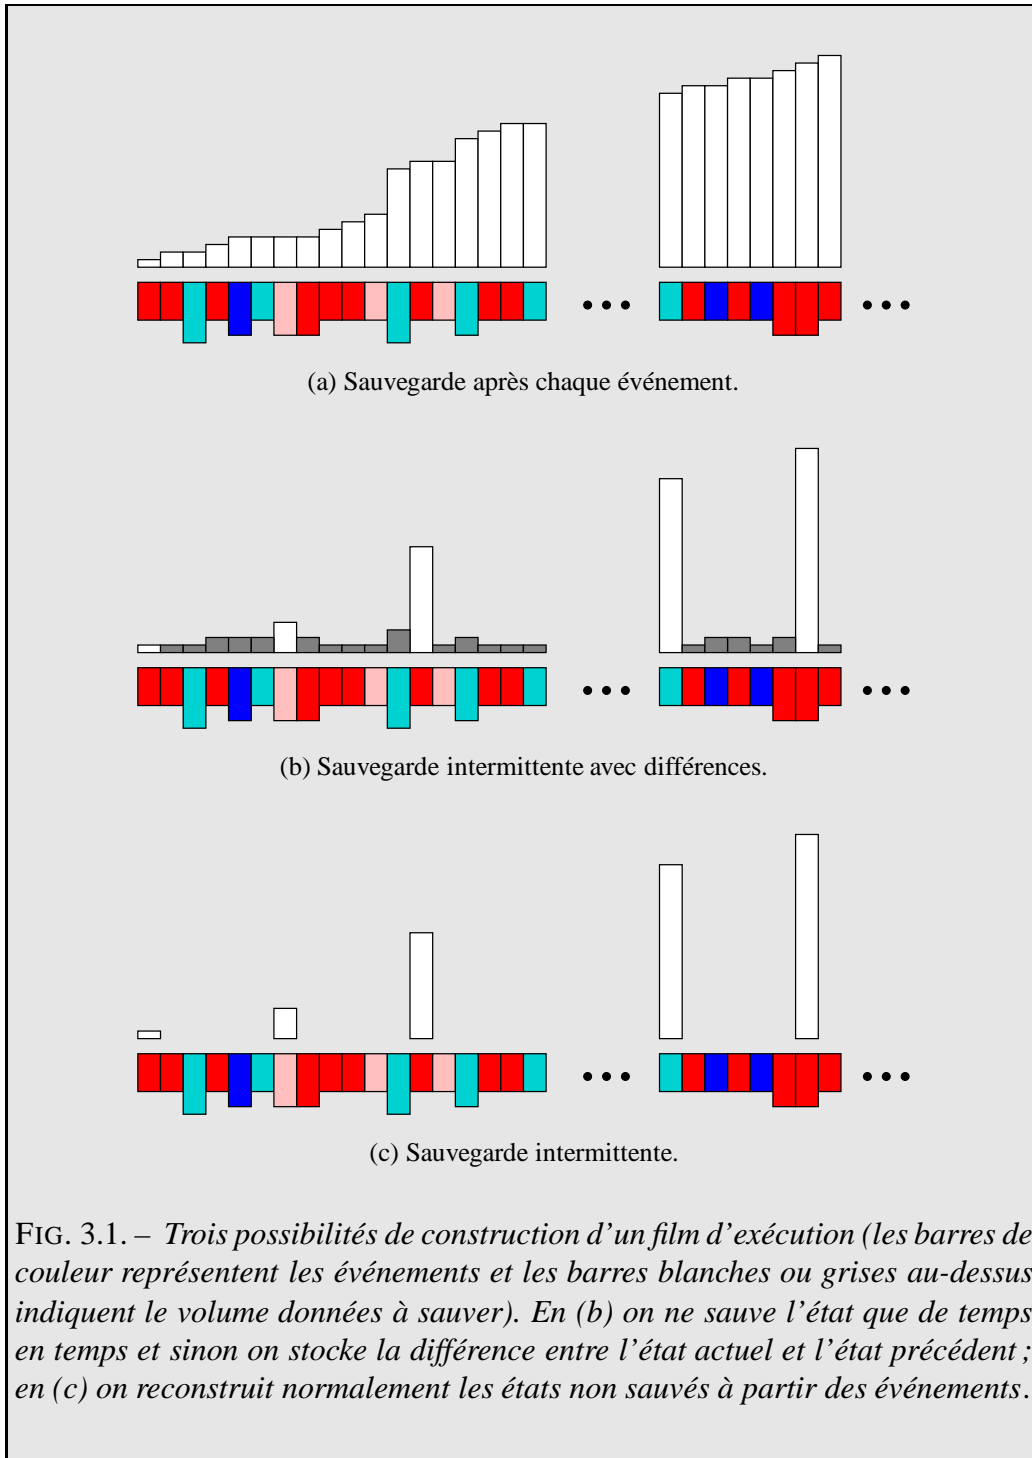 (a) Sauvegarde après chaque événement.
(b) Sauvegarde intermittente avec différences.
(c) Sauvegarde intermittente.
FIG. 3.1. – Trois possibilités de construction d'un film d'exécution (les barres de
couleur représentent les événements et les barres blanches ou grises au-dessus
indiquent le volume données à sauver). En (b) on ne sauve l'état que de temps
en temps et sinon on stocke la différence entre l'état actuel et l'état précédent ;
en (c) on reconstruit normalement les états non sauvés à partir des événements.